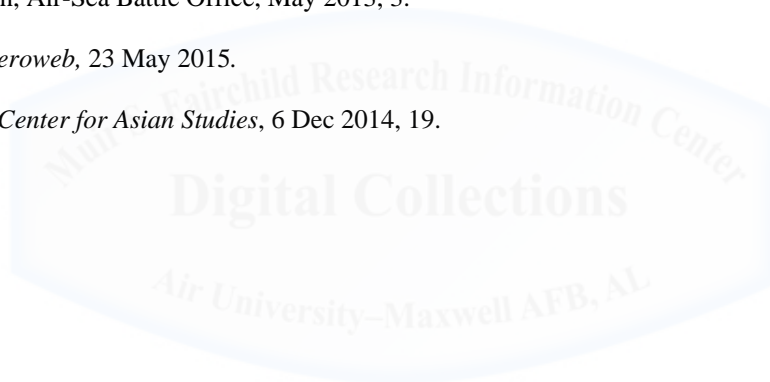 Air-Sea Battle Office, May 2013, 3.
eroweb, 23 May 2015.
Center for Asian Studies, 6 Dec 2014, 19.
Muir S. Fairchild Research Information Center
Digital Collections
Air University–Maxwell AFB, AL